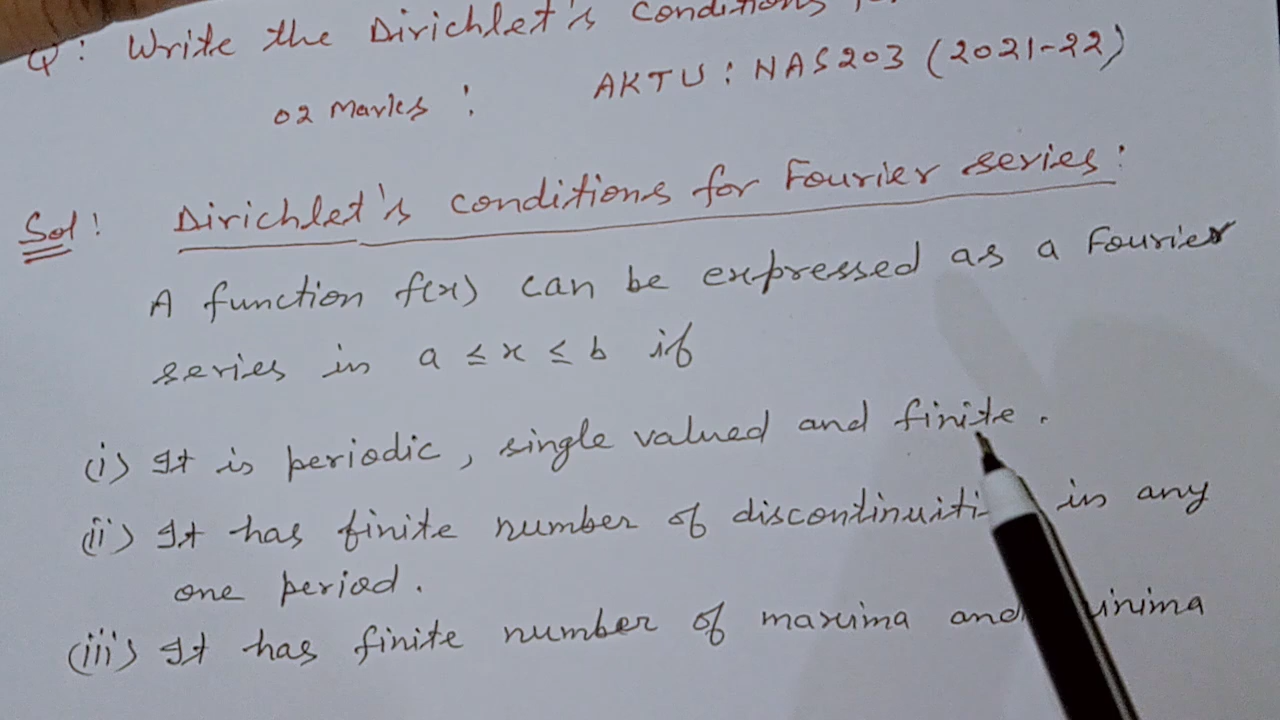 Q: Write the Dirichlet's Conditions
02 Marks : AKTU : NAS203 (2021-22)
Sol! Dirichlet's conditions for Fourier series:
A function f(x) can be expressed as a Fourier
series in a ≤ x ≤ b if
(i) It is periodic, single valued and finite.
(ii) It has finite number of discontinuiti in any
one period.
(iii) It has finite number of maxima and inima